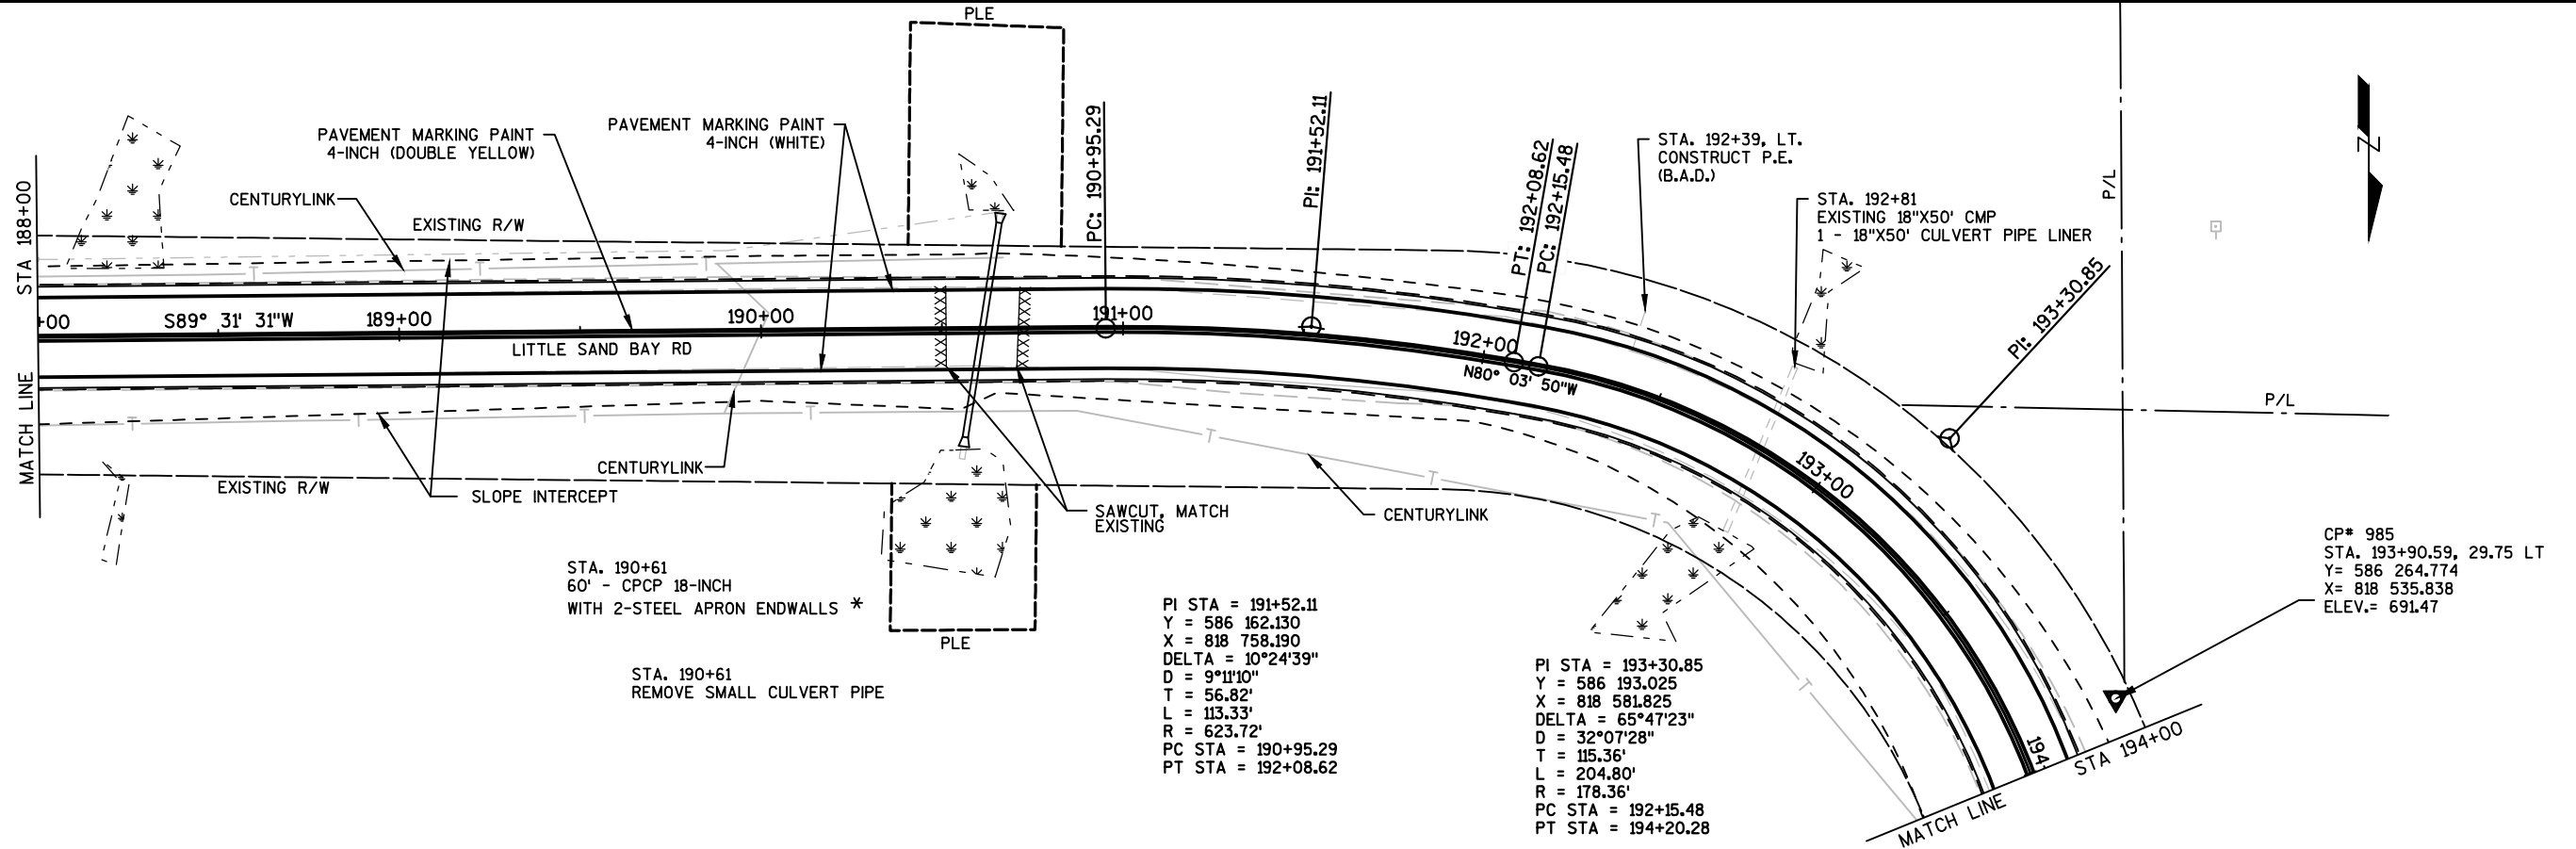 PLE
PAVEMENT MARKING PAINT
4-INCH (DOUBLE YELLOW)
PAVEMENT MARKING PAINT
4-INCH (WHITE)
CENTURYLINK
EXISTING R/W
STA 188+00
MATCH LINE
+00
S89° 31' 31"W
189+00
190+00
191+00
192+00
193+00
194
LITTLE SAND BAY RD
PC: 190+95.29
PI: 191+52.11
PT: 192+08.62
PC: 192+15.48
N80° 03' 50"W
STA. 192+39, LT.
CONSTRUCT P.E.
(B.A.D.)
STA. 192+81
EXISTING 18"X50' CMP
1 - 18"X50' CULVERT PIPE LINER
PI: 193+30.85
P/L
P/L
Z
T
T
T
T
T
T
T
T
T
T
T
CENTURYLINK
EXISTING R/W
SLOPE INTERCEPT
SAWCUT, MATCH
EXISTING
CENTURYLINK
STA. 190+61
60' - CPCP 18-INCH
WITH 2-STEEL APRON ENDWALLS *
STA. 190+61
REMOVE SMALL CULVERT PIPE
PLE
PI STA = 191+52.11
Y = 586 162.130
X = 818 758.190
DELTA = 10°24'39"
D = 9°11'10"
T = 56.82'
L = 113.33'
R = 623.72'
PC STA = 190+95.29
PT STA = 192+08.62
PI STA = 193+30.85
Y = 586 193.025
X = 818 581.825
DELTA = 65°47'23"
D = 32°07'28"
T = 115.36'
L = 204.80'
R = 178.36'
PC STA = 192+15.48
PT STA = 194+20.28
CP# 985
STA. 193+90.59, 29.75 LT
Y= 586 264.774
X= 818 535.838
ELEV.= 691.47
MATCH LINE
STA 194+00